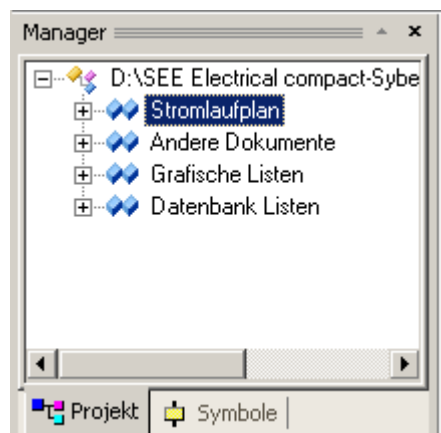 Manager
D:\SEE Electrical compact-Sybe
Stromlaufplan
Andere Dokumente
Grafische Listen
Datenbank Listen
Projekt Symbole